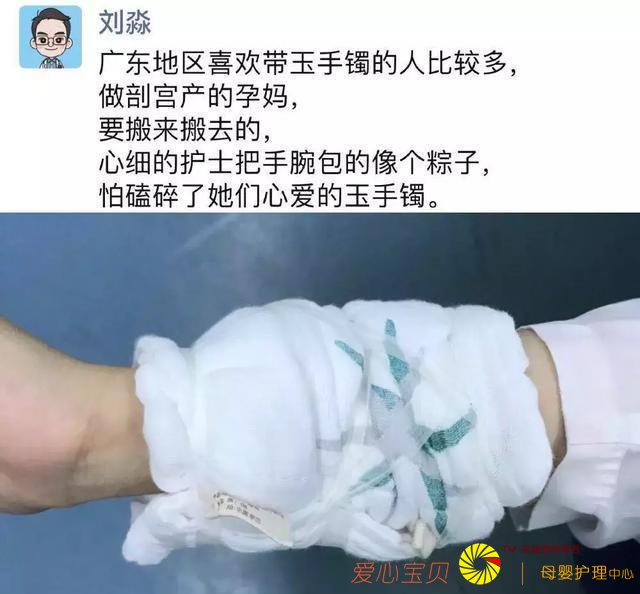 刘淼
广东地区喜欢带玉手镯的人比较多，
做剖宫产的孕妈，
要搬来搬去的，
心细的护士把手腕包的像个粽子，
怕磕碎了她们心爱的玉手镯。
爱心宝贝
母婴护理中心